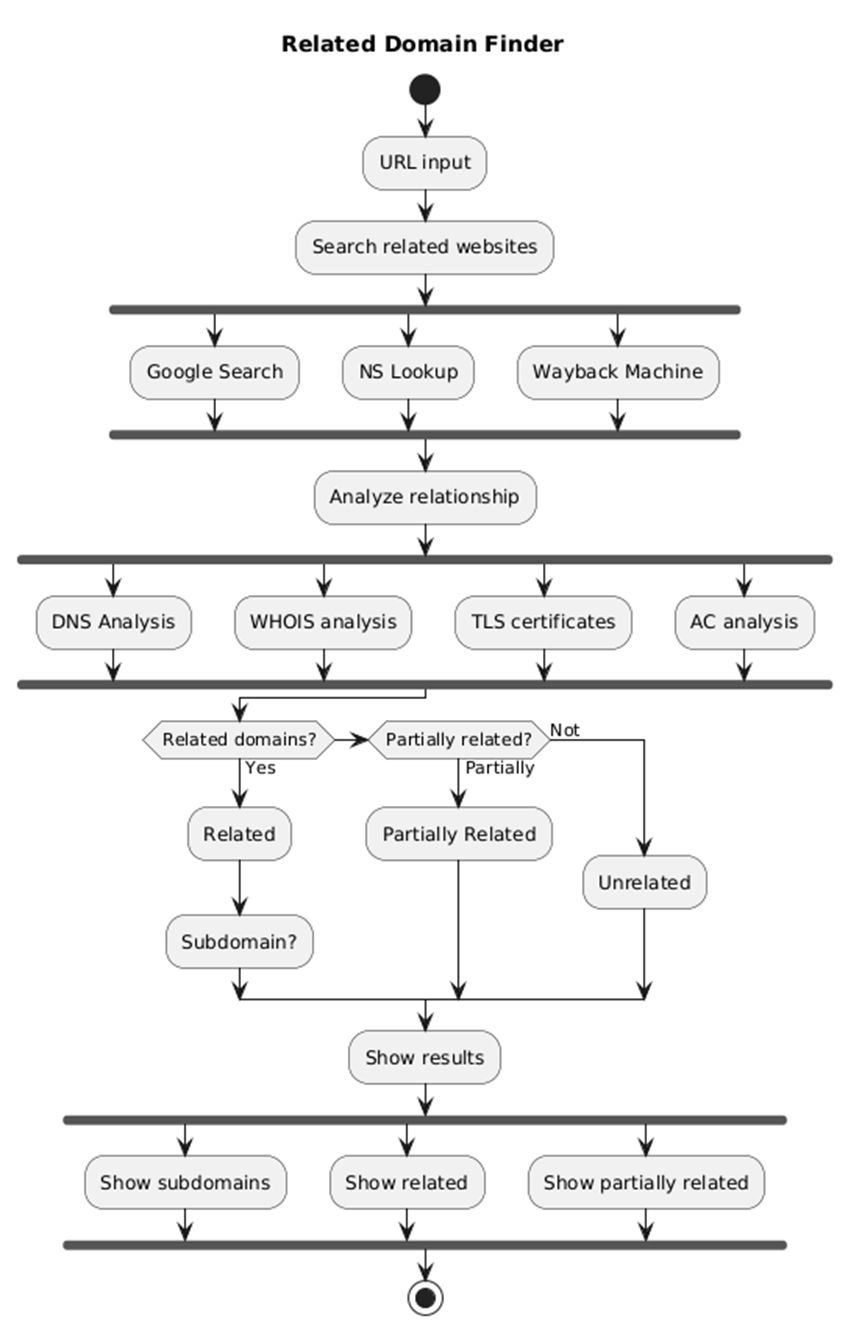 Related Domain Finder
URL input
Search related websites
Google Search
NS Lookup
Wayback Machine
Analyze relationship
DNS Analysis
WHOIS analysis
TLS certificates
AC analysis
Related domains?
Partially related?
Not
Yes
Partially
Related
Partially Related
Unrelated
Subdomain?
Show results
Show subdomains
Show related
Show partially related